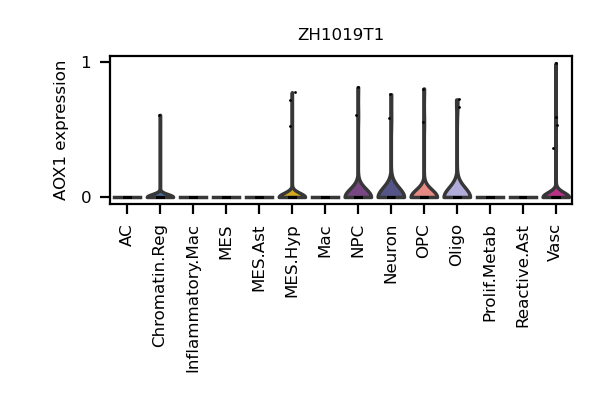 ZH1019T1
AOX1 expression
1
0
AC
Chromatin.Reg
Inflammatory.Mac
MES
MES.Ast
MES.Hyp
Mac
NPC
Neuron
OPC
Oligo
Prolif.Metab
Reactive.Ast
Vasc